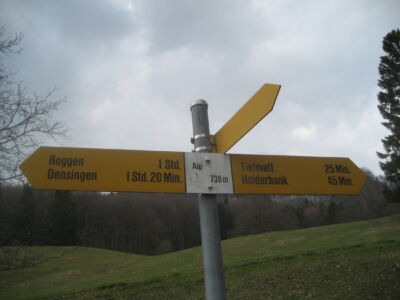 Roggen 1 Std.
Oensingen 1 Std. 20 Min.
Alp
738 m
Tiefmatt 25 Min.
Holderbank 45 Min.